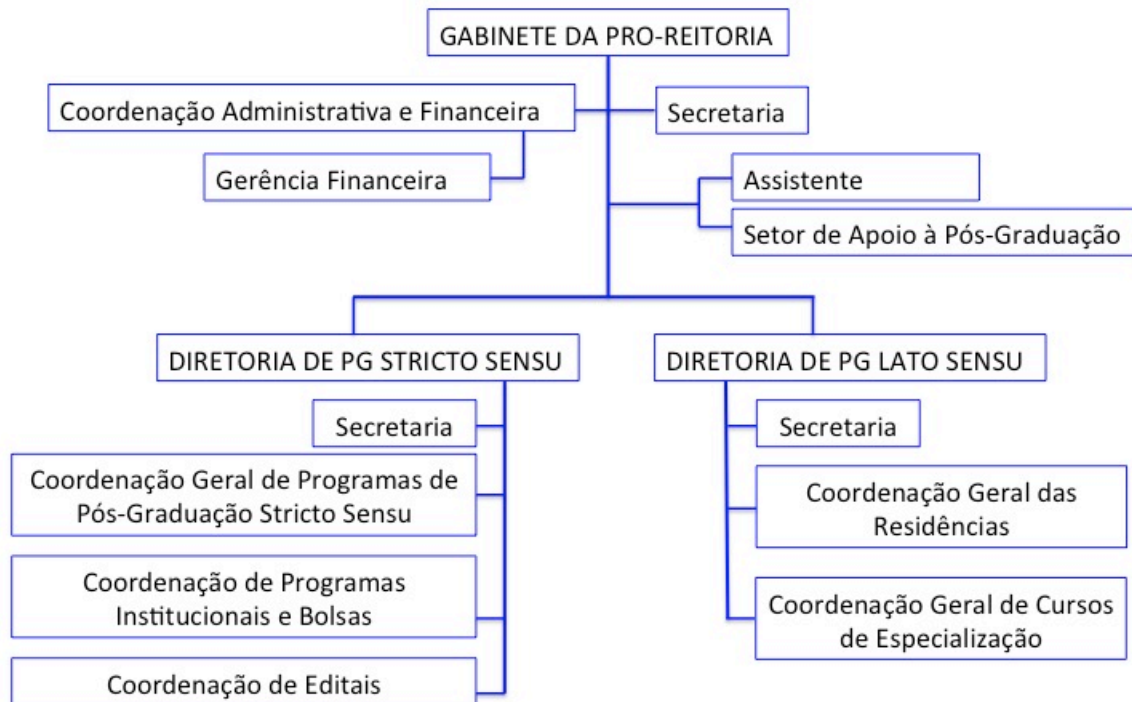 GABINETE DA PRO-REITORIA
Coordenação Administrativa e Financeira
Secretaria
Gerência Financeira
Assistente
Setor de Apoio à Pós-Graduação
DIRETORIA DE PG STRICTO SENSU
Secretaria
Coordenação Geral de Programas de
Pós-Graduação Stricto Sensu
Coordenação de Programas
Institucionais e Bolsas
Coordenação de Editais
DIRETORIA DE PG LATO SENSU
Secretaria
Coordenação Geral das
Residências
Coordenação Geral de Cursos
de Especialização